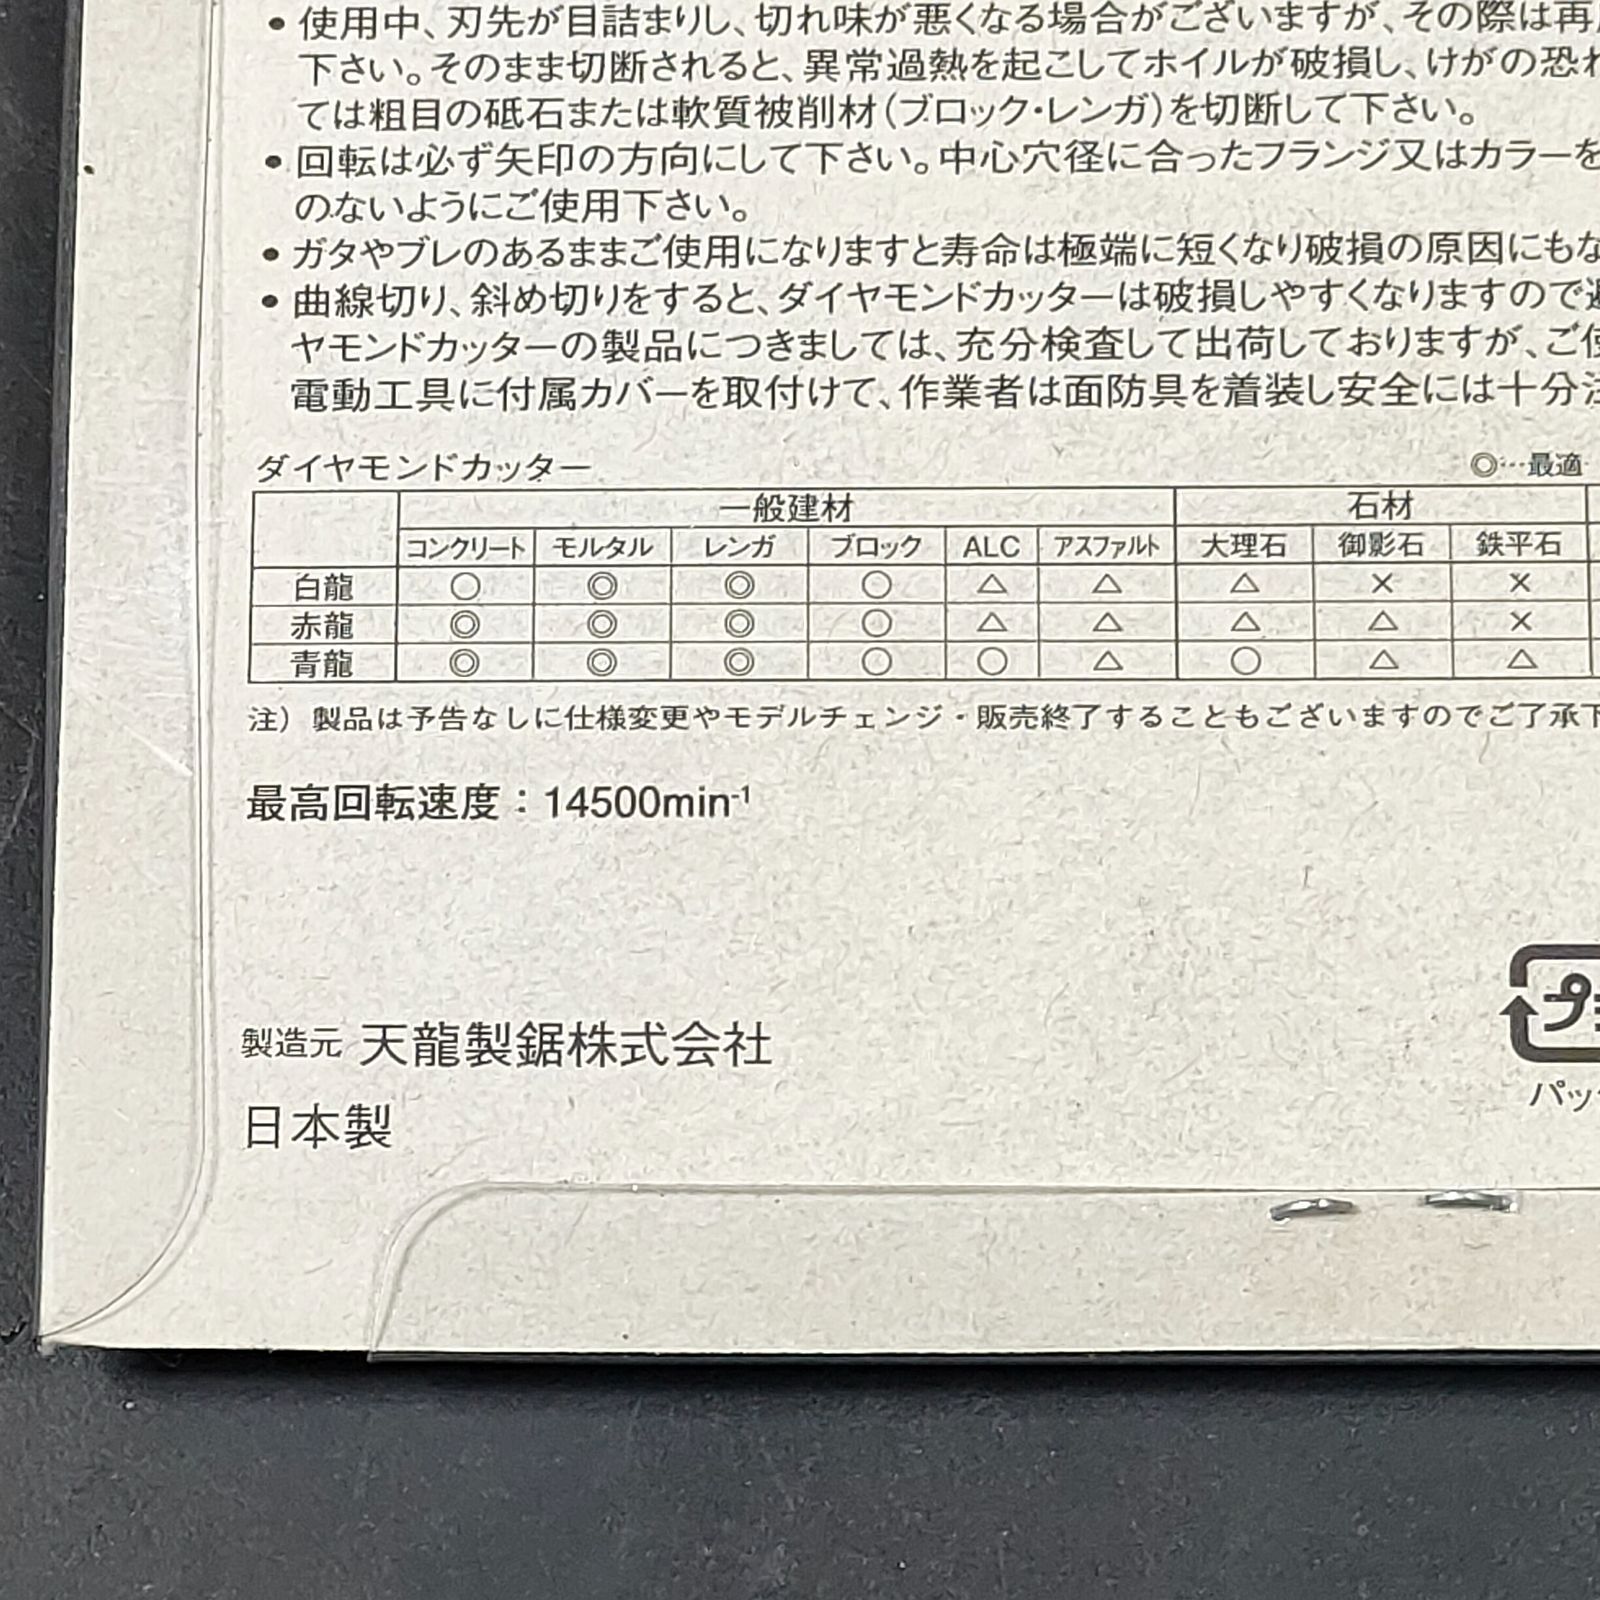 ●使用中、刃先が目詰まりし、切れ味が悪くなる場合がございますが、その際は再
下さい。そのまま切断されると、異常過熱を起こしてホイルが破損し、けがの恐れ
ては粗目の砥石または軟質被削材(ブロック・レンガ)を切断して下さい。
●回転は必ず矢印の方向にして下さい。中心穴径に合ったフランジ又はカラーを
のないようにご使用下さい。
●ガタやブレのあるままご使用になりますと寿命は極端に短くなり破損の原因にもな
●曲線切り、斜め切りをすると、ダイヤモンドカッターは破損しやすくなりますので
ヤモンドカッターの製品につきましては、充分検査して出荷しておりますが、ご使
電動工具に付属カバーを取付けて、作業者は面防具を着装し安全には十分注
ダイヤモンドカッター ◎…最適
一般建材 石材
コンクリート モルタル レンガ ブロック ALC アスファルト 大理石 御影石 鉄平石
白龍 ○ ◎ ◎ ○ △ △ △ × ×
赤龍 ◎ ◎ ◎ ○ △ △ △ △ ×
青龍 ◎ ◎ ◎ ○ ○ △ ○ △ △
注) 製品は予告なしに仕様変更やモデルチェンジ・販売終了することもございますのでご了承下
最高回転速度：14500min⁻¹
プ
パッ
製造元 天龍製鋸株式会社
日本製